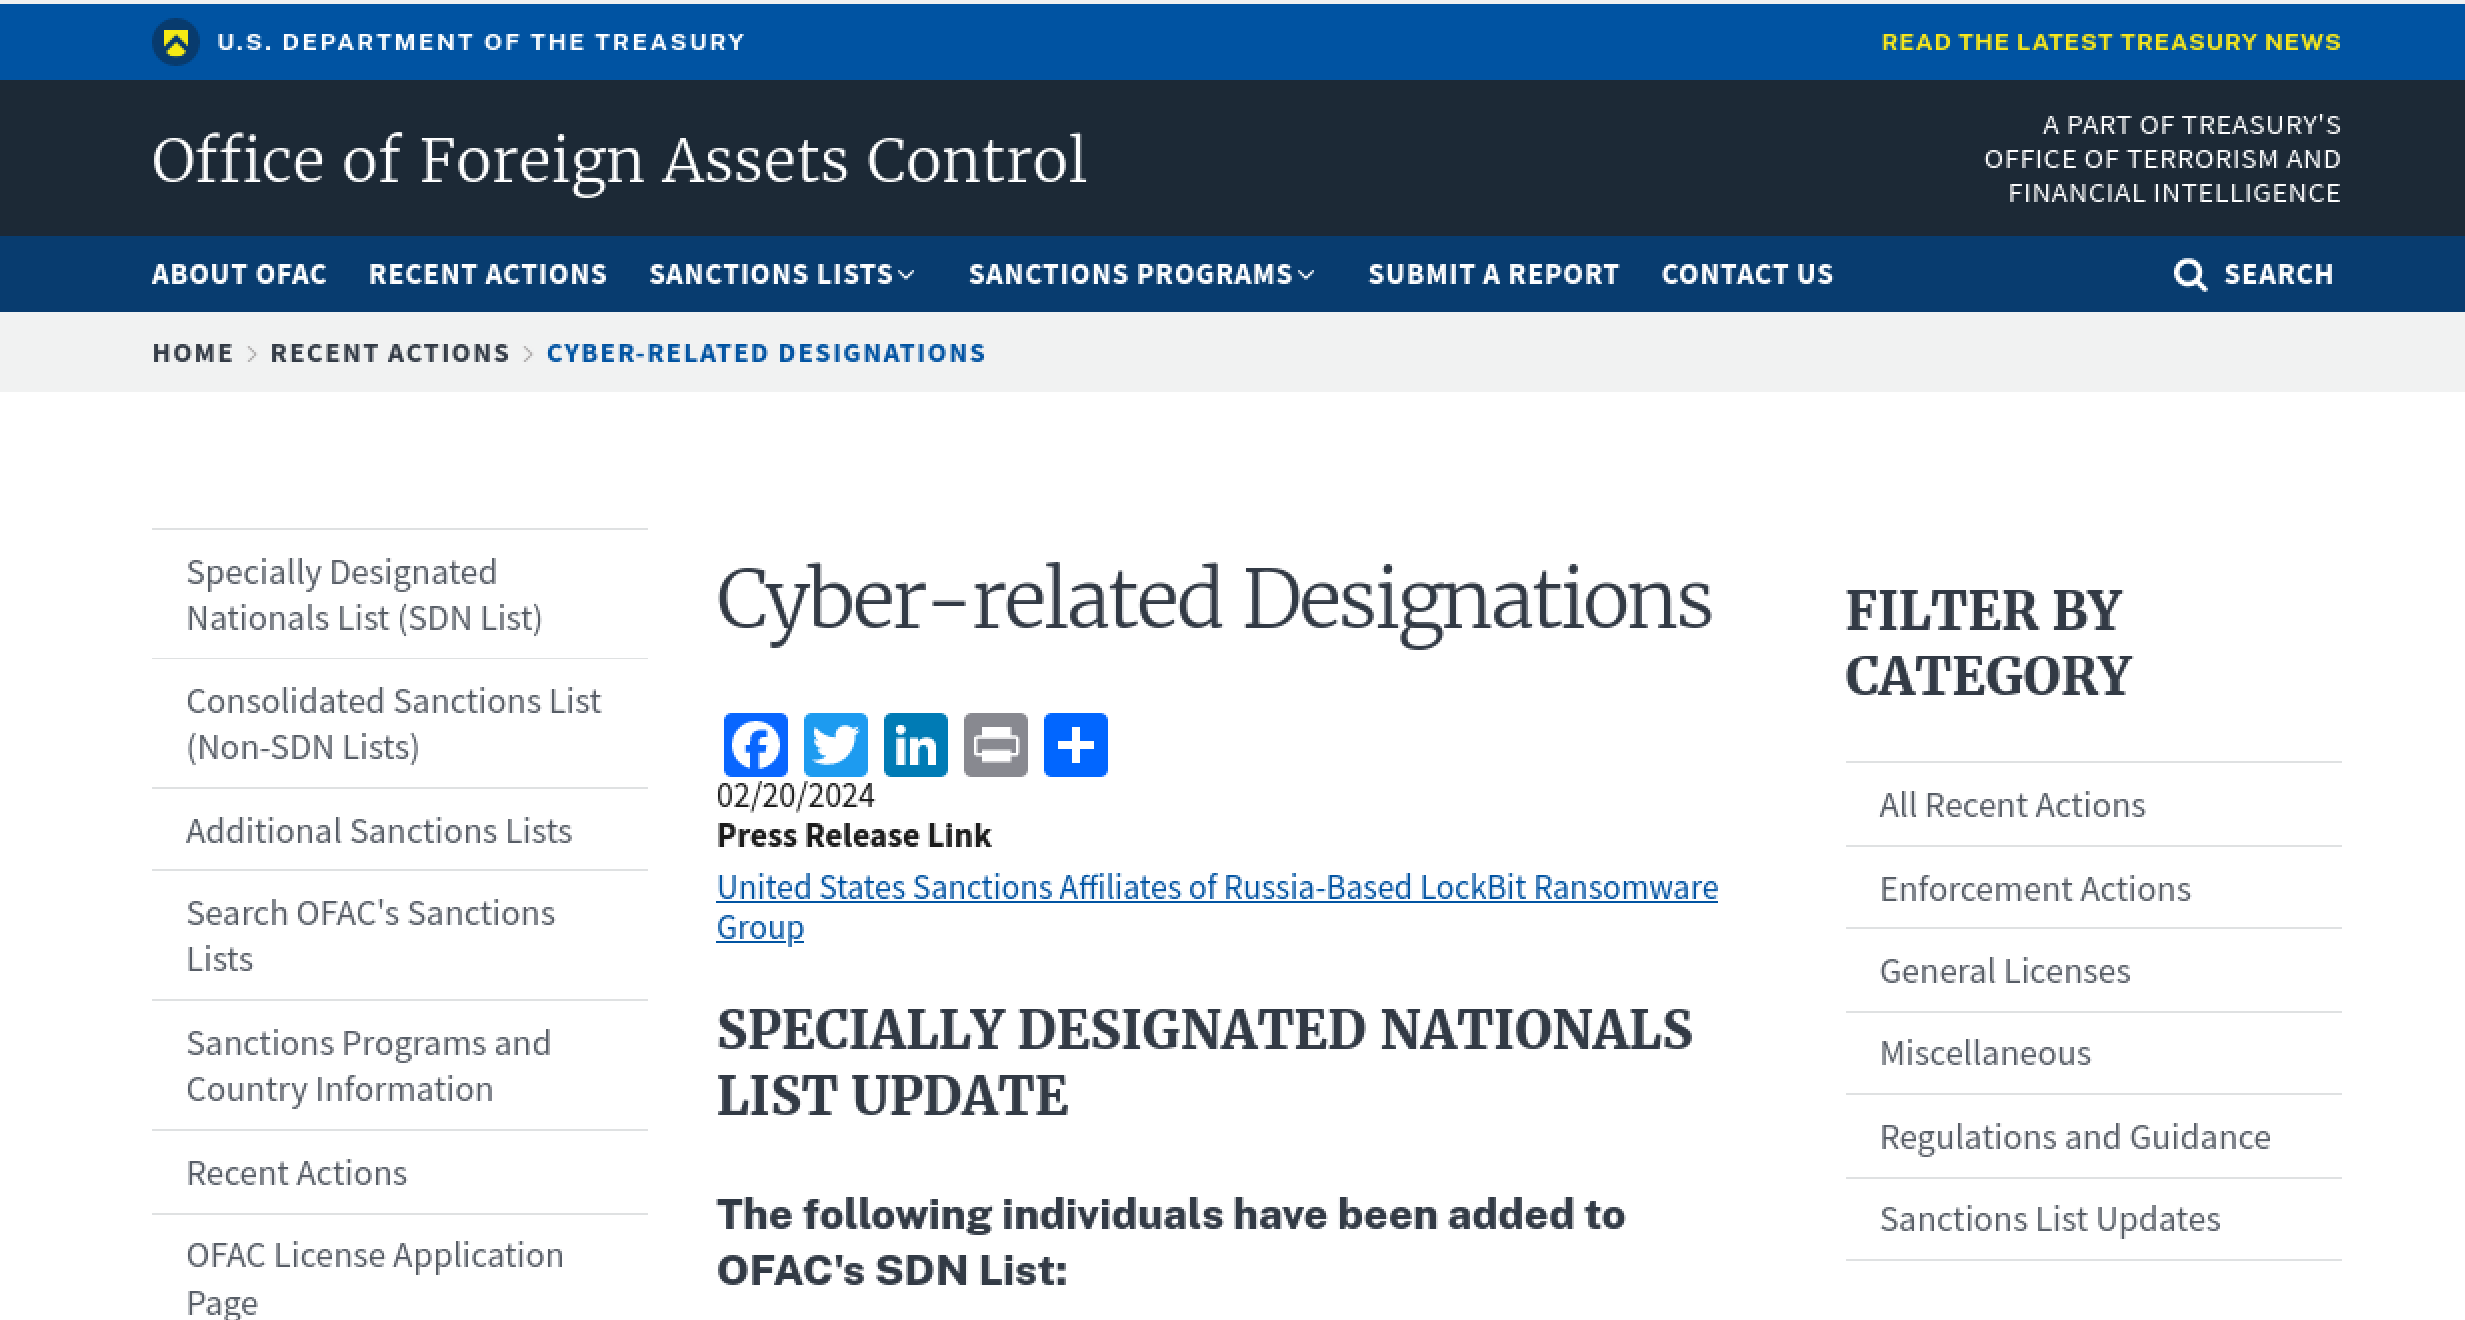 U.S. DEPARTMENT OF THE TREASURY
READ THE LATEST TREASURY NEWS
Office of Foreign Assets Control
A PART OF TREASURY'S
OFFICE OF TERRORISM AND
FINANCIAL INTELLIGENCE
ABOUT OFAC RECENT ACTIONS SANCTIONS LISTS SANCTIONS PROGRAMS SUBMIT A REPORT CONTACT US SEARCH
HOME > RECENT ACTIONS > CYBER-RELATED DESIGNATIONS
Specially Designated
Nationals List (SDN List)
Consolidated Sanctions List
(Non-SDN Lists)
Additional Sanctions Lists
Search OFAC's Sanctions
Lists
Sanctions Programs and
Country Information
Recent Actions
OFAC License Application
Page
Cyber-related Designations
02/20/2024
Press Release Link
United States Sanctions Affiliates of Russia-Based LockBit Ransomware
Group
SPECIALLY DESIGNATED NATIONALS
LIST UPDATE
The following individuals have been added to
OFAC's SDN List:
FILTER BY
CATEGORY
All Recent Actions
Enforcement Actions
General Licenses
Miscellaneous
Regulations and Guidance
Sanctions List Updates